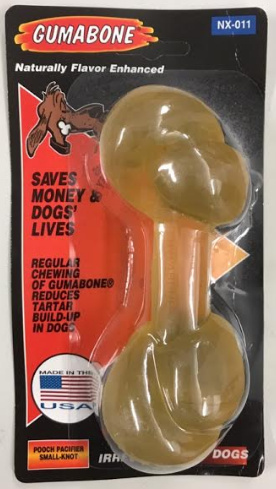 GUMABONE
NX-011
Naturally Flavor Enhanced
SAVES
MONEY &
DOGS'
LIVES
REGULAR
CHEWING
OF GUMABONE®
REDUCES
TARTAR
BUILD-UP
IN DOGS
MADE IN THE
USA
POOCH PACIFIER
SMALL-KNOT
DOGS